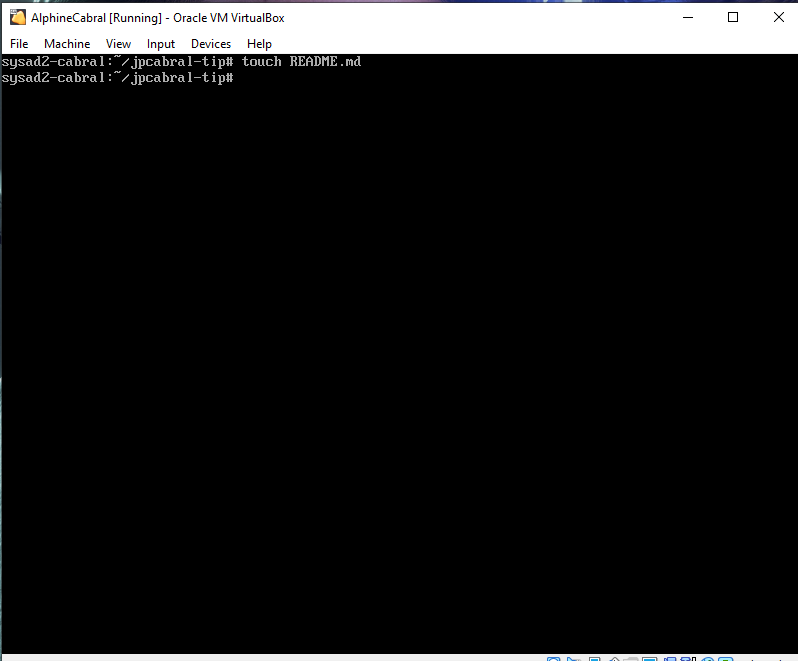 AlphineCabral [Running] - Oracle VM VirtualBox
File Machine View Input Devices Help
sysad2-cabral:~/jpcabral-tip# touch README.md
sysad2-cabral:~/jpcabral-tip#